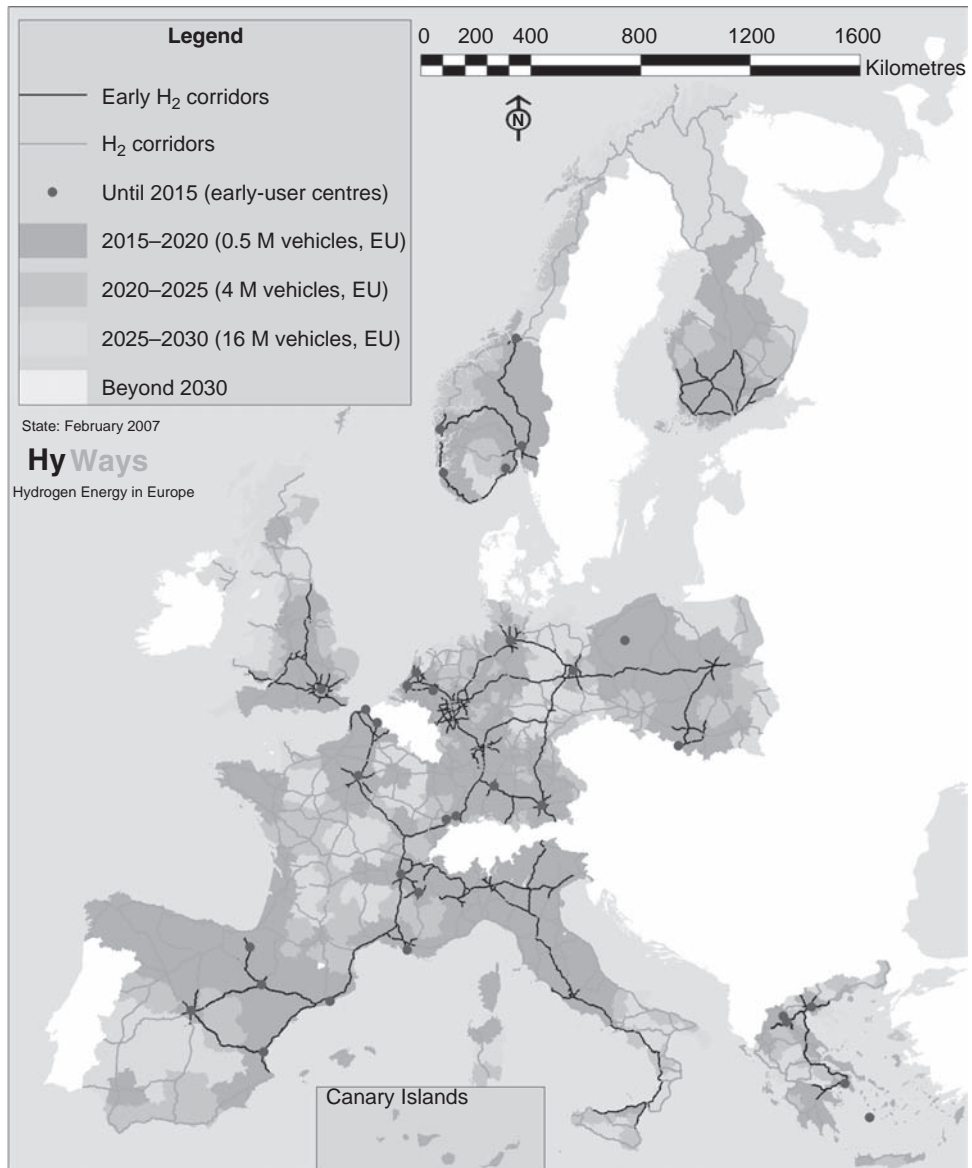 Legend
Early H₂ corridors
H₂ corridors
Until 2015 (early-user centres)
2015–2020 (0.5 M vehicles, EU)
2020–2025 (4 M vehicles, EU)
2025–2030 (16 M vehicles, EU)
Beyond 2030
0 200 400 800 1200 1600
Kilometres
N
State: February 2007
HyWays
Hydrogen Energy in Europe
Canary Islands